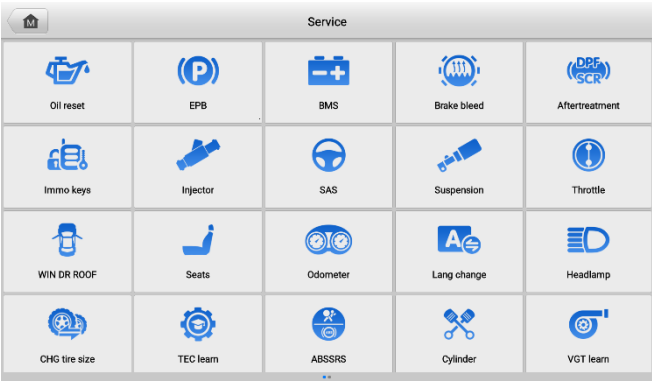 M
Service
P
DPF
SCR
A
Oil reset
EPB
BMS
Brake bleed
Aftertreatment
Immo keys
Injector
SAS
Suspension
Throttle
WIN DR ROOF
Seats
Odometer
Lang change
Headlamp
CHG tire size
TEC learn
ABSSRS
Cylinder
VGT learn